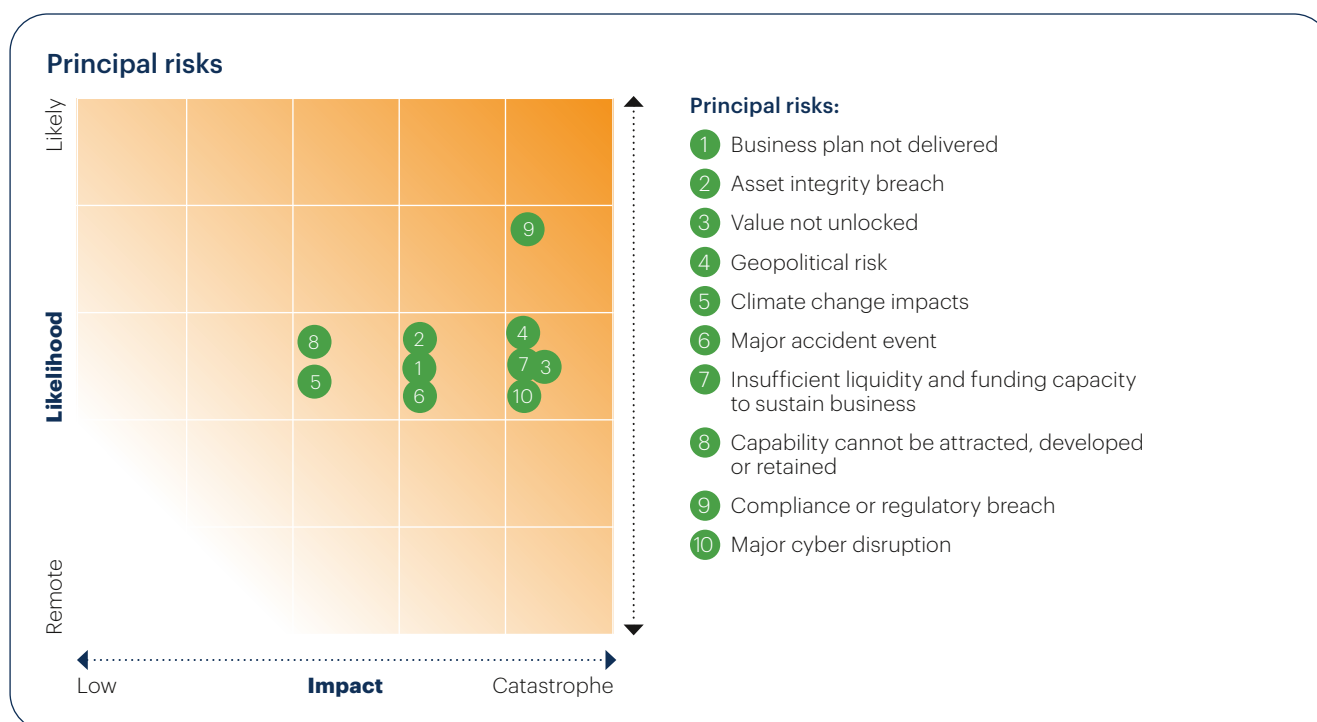 Principal risks
Likely
Likelihood
Remote
9
8
2
4
1
7
3
5
6
10
Low
Impact
Catastrophe
Principal risks:
1 Business plan not delivered
2 Asset integrity breach
3 Value not unlocked
4 Geopolitical risk
5 Climate change impacts
6 Major accident event
7 Insufficient liquidity and funding capacity
to sustain business
8 Capability cannot be attracted, developed
or retained
9 Compliance or regulatory breach
10 Major cyber disruption